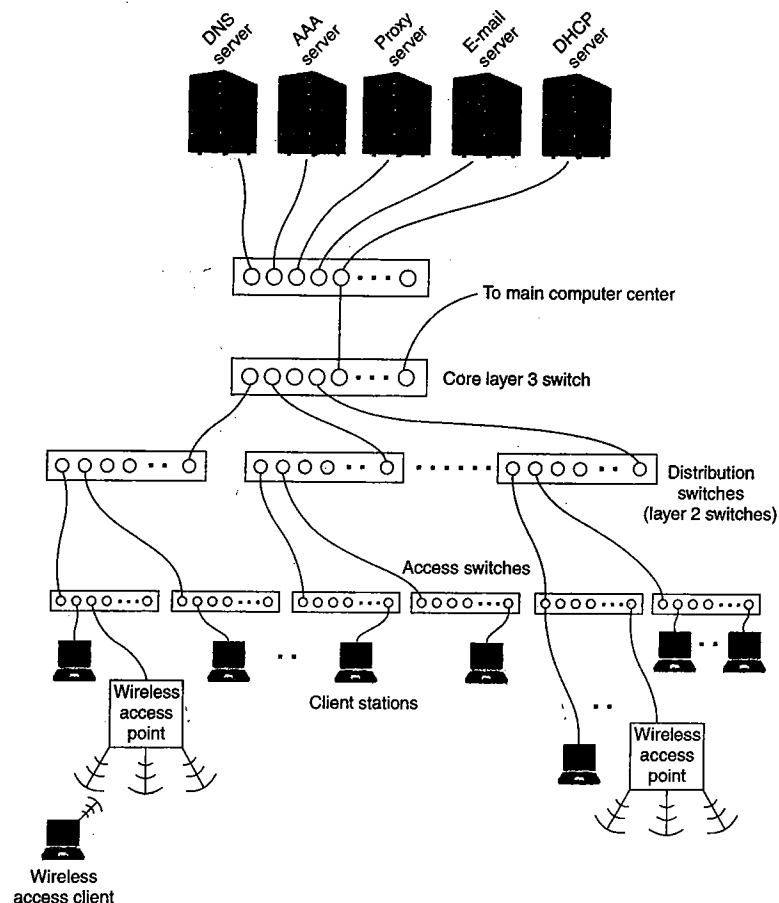 DNS
server
AAA
server
Proxy
server
E-mail
server
DHCP
server
To main computer center
Core layer 3 switch
Distribution
switches
(layer 2 switches)
Access switches
Client stations
Wireless
access
point
Wireless
access
point
Wireless
access client